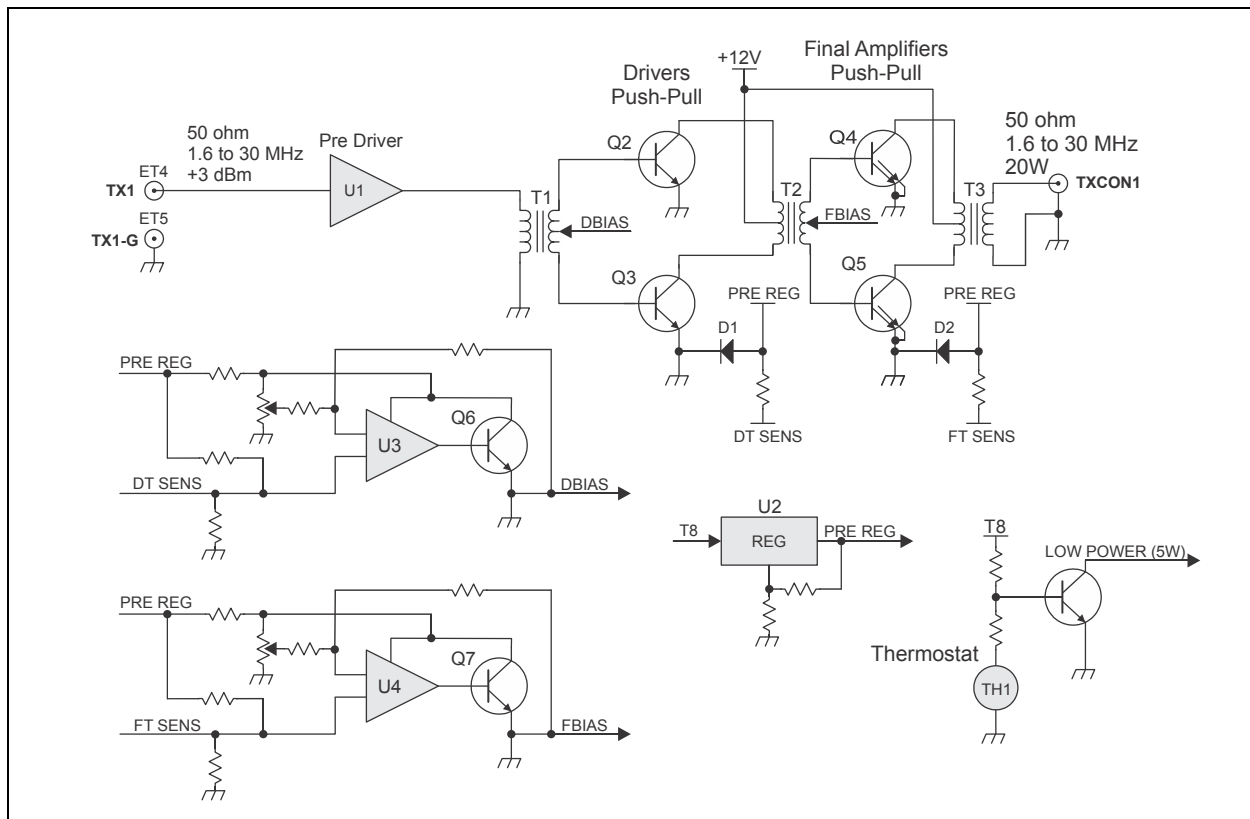 Final Amplifiers
Push-Pull
+12V
Drivers
Push-Pull
50 ohm
1.6 to 30 MHz
+3 dBm
Pre Driver
50 ohm
1.6 to 30 MHz
20W
ET4
TX1
U1
Q2
Q4
T1
T2
T3
TXCON1
ET5
TX1-G
DBIAS
FBIAS
Q3
Q5
PRE REG
PRE REG
D1
D2
PRE REG
U3
Q6
DT SENS
FT SENS
DT SENS
DBIAS
U2
T8
REG
PRE REG
T8
LOW POWER (5W)
PRE REG
U4
Q7
Thermostat
TH1
FT SENS
FBIAS